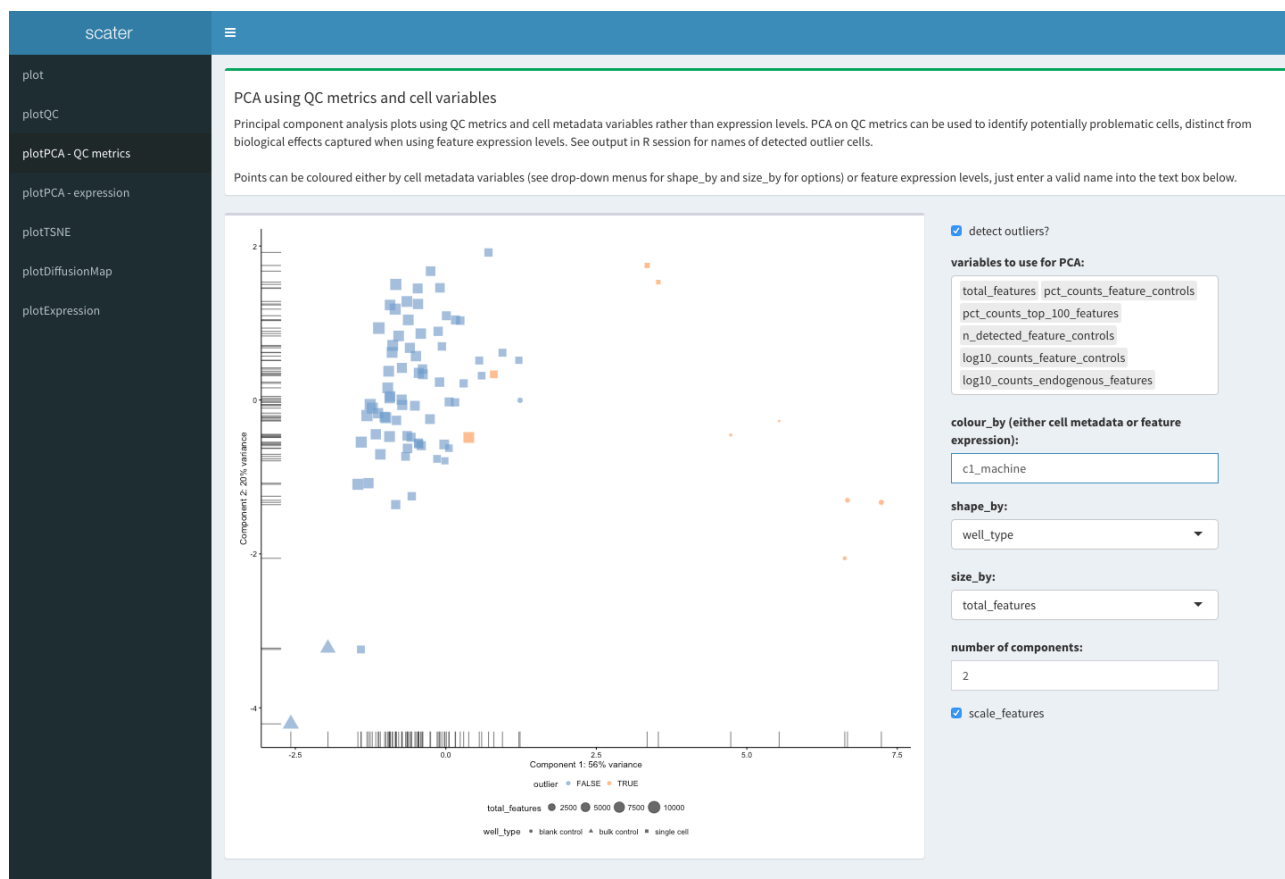 scater
plot
plotQC
plotPCA - QC metrics
plotPCA - expression
plotTSNE
plotDiffusionMap
plotExpression
PCA using QC metrics and cell variables
Principal component analysis plots using QC metrics and cell metadata variables rather than expression levels. PCA on QC metrics can be used to identify potentially problematic cells, distinct from
biological effects captured when using feature expression levels. See output in R session for names of detected outlier cells.
Points can be coloured either by cell metadata variables (see drop-down menus for shape_by and size_by for options) or feature expression levels, just enter a valid name into the text box below.
2
0
-2
-4
Component 2: 20% variance
-2.5 0.0 2.5 5.0 7.5
Component 1: 56% variance
outlier FALSE TRUE
total_features 2500 5000 7500 10000
well_type blank control bulk control single cell
detect outliers?
variables to use for PCA:
total_features pct_counts_feature_controls
pct_counts_top_100_features
n_detected_feature_controls
log10_counts_feature_controls
log10_counts_endogenous_features
colour_by (either cell metadata or feature
expression):
c1_machine
shape_by:
well_type
size_by:
total_features
number of components:
2
scale_features